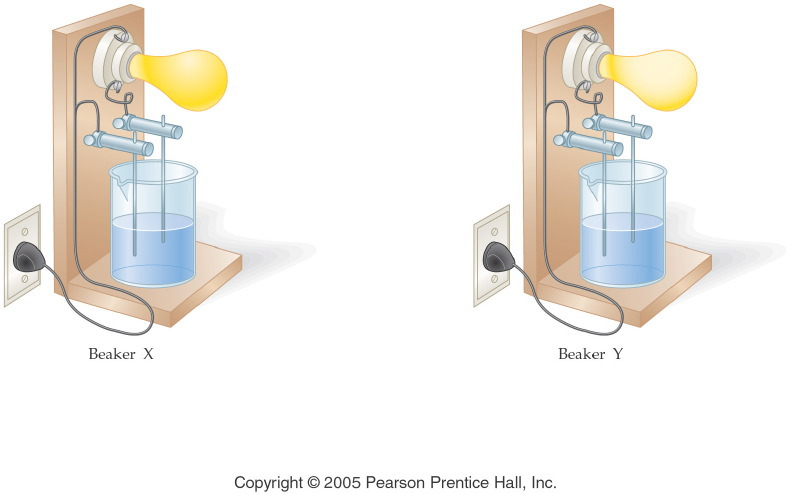 Beaker X
Beaker Y
Copyright © 2005 Pearson Prentice Hall, Inc.